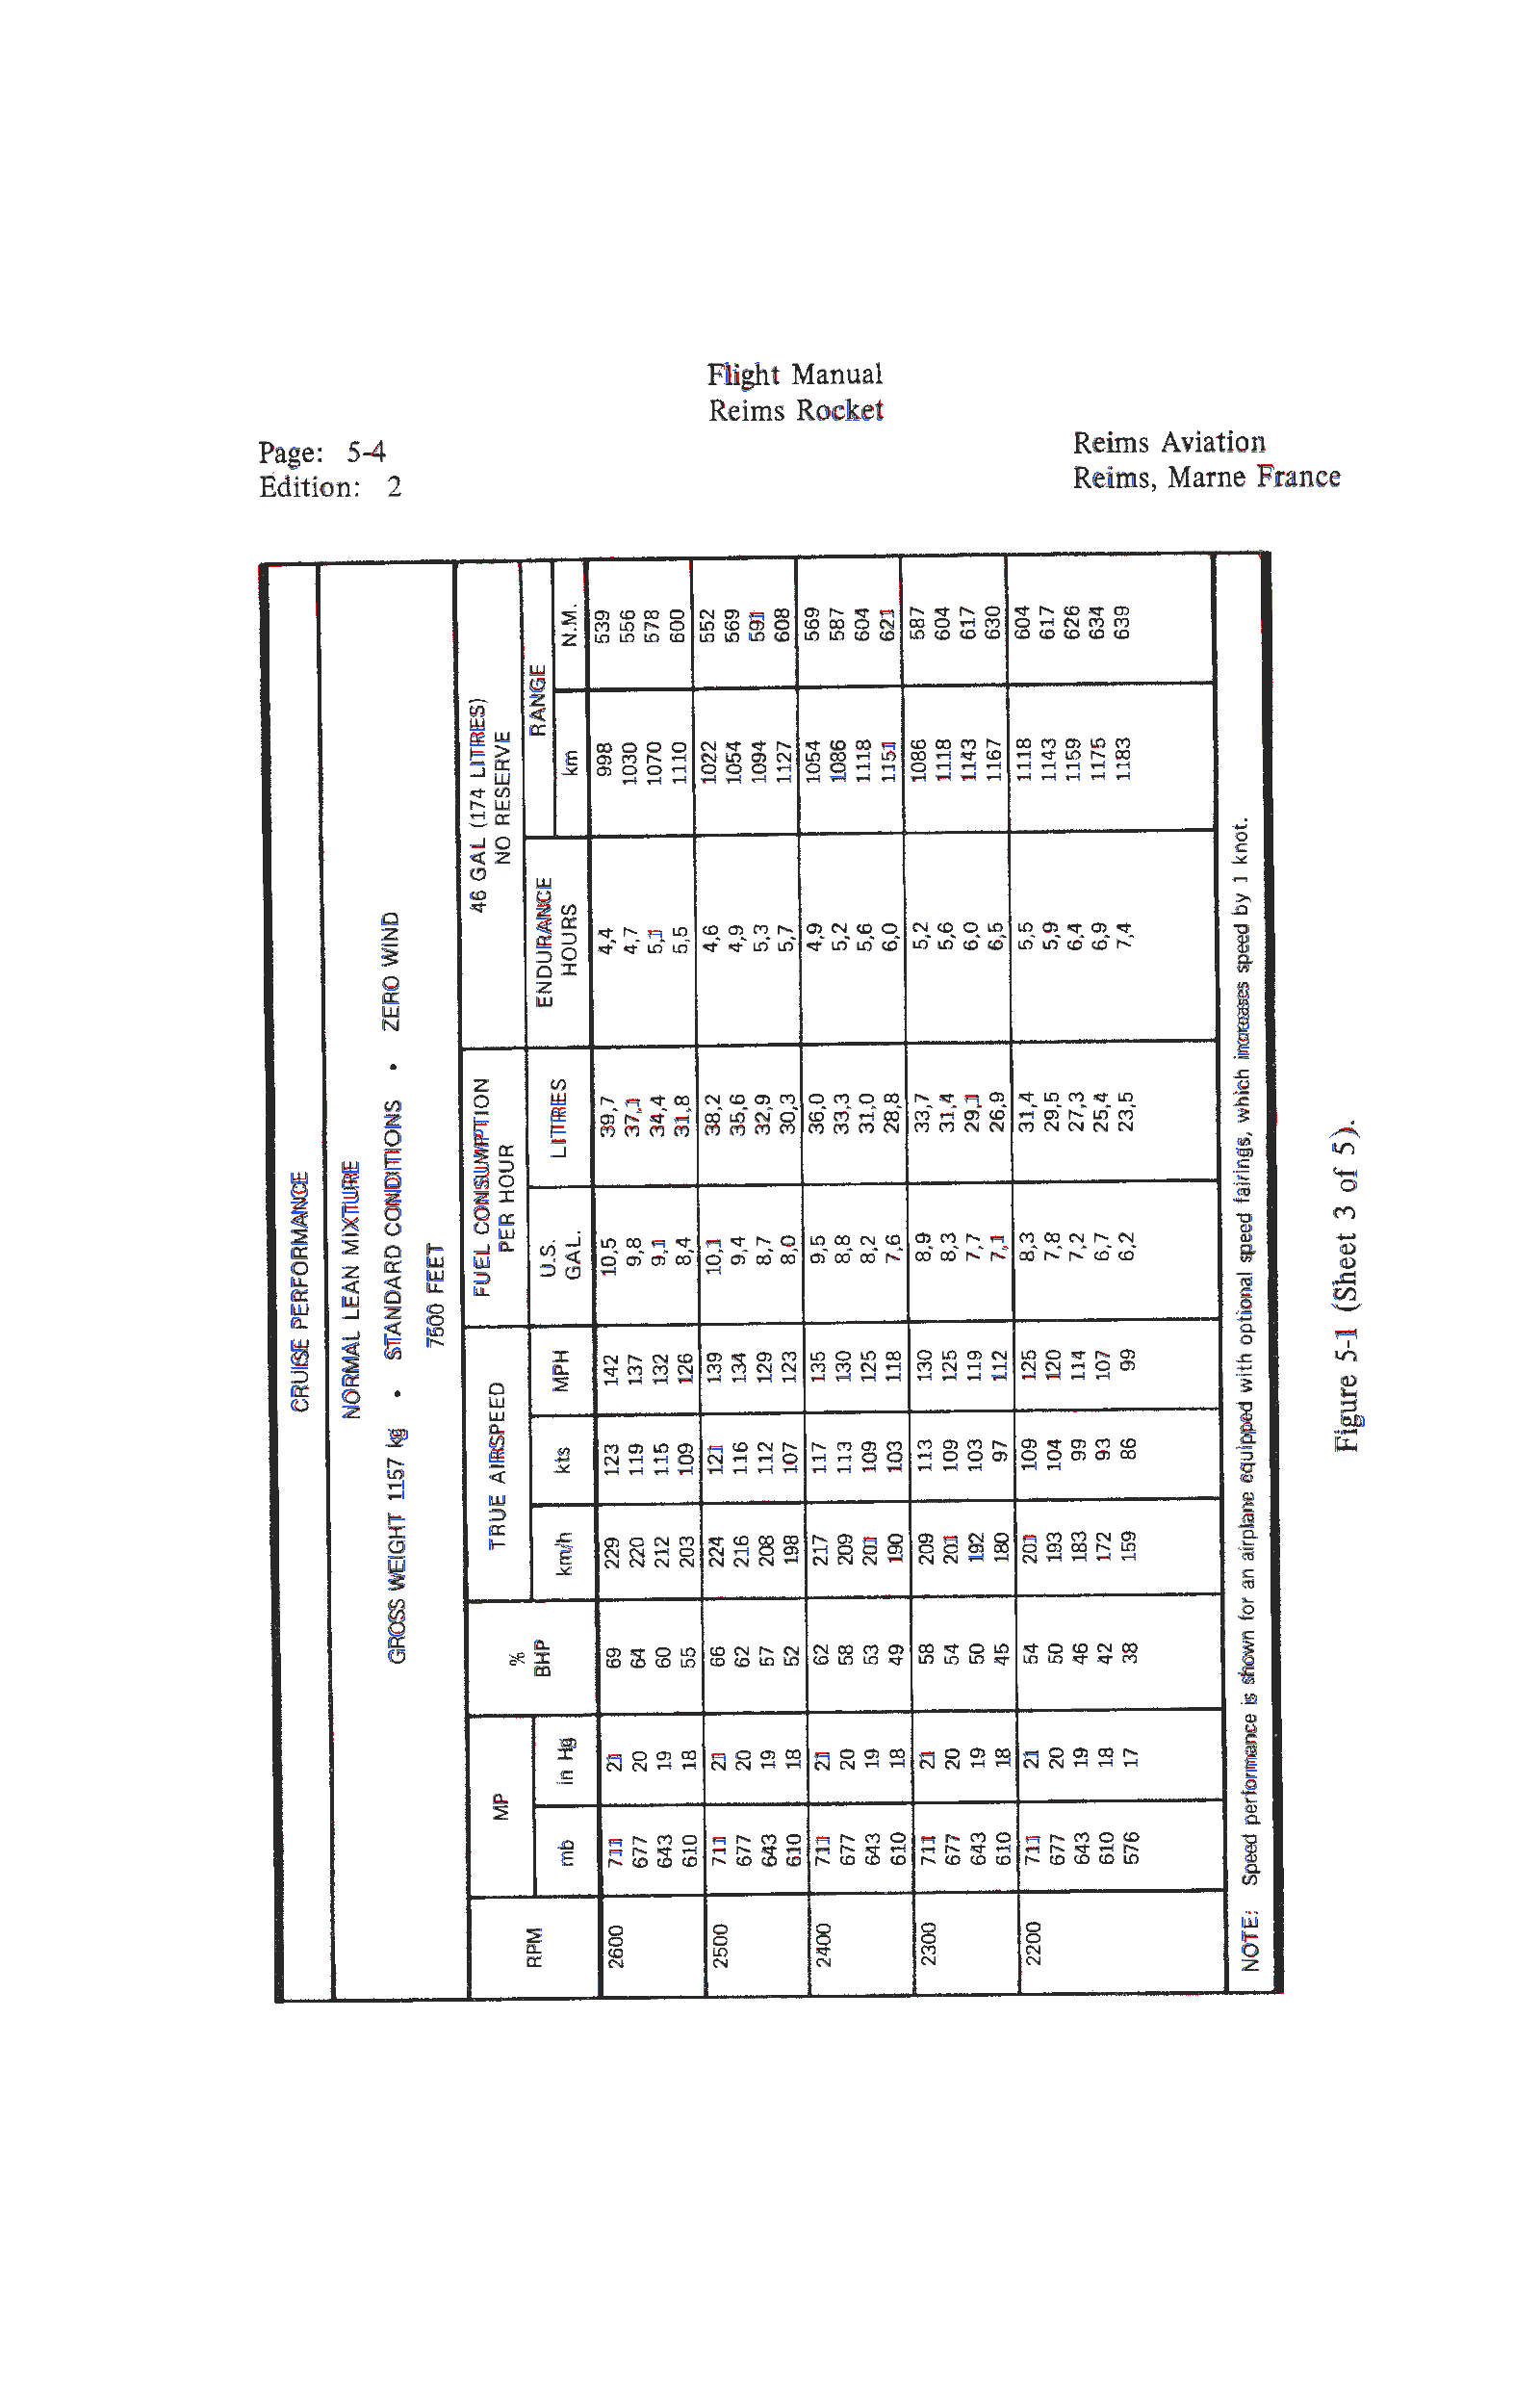 Flight Manual
Reims Rocket
Page: 5-4
Edition: 2
Reims Aviation
Reims, Marne France
CRUISE PERFORMANCE
NORMAL LEAN MIXTURE
GROSS WEIGHT 1157 kg • STANDARD CONDITIONS • ZERO WIND
7500 FEET
RPM MP % BHP TRUE AIRSPEED FUEL CONSUMPTION PER HOUR 46 GAL (174 LITRES) NO RESERVE
mb in Hg km/h kts MPH U.S. GAL. LITRES ENDURANCE HOURS RANGE km N.M.
2600 711 21 69 229 123 142 10,5 39,7 4,4 998 539
677 20 64 220 119 137 9,8 37,1 4,7 1030 556
643 19 60 212 115 132 9,1 34,4 5,1 1070 578
610 18 55 203 109 126 8,4 31,8 5,5 1110 600
2500 711 21 66 224 121 139 10,1 38,2 4,6 1022 552
677 20 62 216 116 134 9,4 35,6 4,9 1054 569
643 19 57 208 112 129 8,7 32,9 5,3 1094 591
610 18 52 198 107 123 8,0 30,3 5,7 1127 608
2400 711 21 62 217 117 135 9,5 36,0 4,9 1054 569
677 20 58 209 113 130 8,8 33,3 5,2 1086 587
643 19 53 201 109 125 8,2 31,0 5,6 1118 604
610 18 49 190 103 118 7,6 28,8 6,0 1151 621
2300 711 21 58 209 113 130 8,9 33,7 5,2 1086 587
677 20 54 201 109 125 8,3 31,4 5,6 1118 604
643 19 50 192 103 119 7,7 29,1 6,0 1143 617
610 18 45 180 97 112 7,1 26,9 6,5 1167 630
2200 711 21 54 201 109 125 8,3 31,4 5,5 1118 604
677 20 50 193 104 120 7,8 29,5 5,9 1143 617
643 19 46 183 99 114 7,2 27,3 6,4 1159 626
610 18 42 172 93 107 6,7 25,4 6,9 1175 634
576 17 38 159 86 99 6,2 23,5 7,4 1183 639
NOTE: Speed performance is shown for an airplane equipped with optional speed fairings, which increases speed by 1 knot.
Figure 5-1 (Sheet 3 of 5).